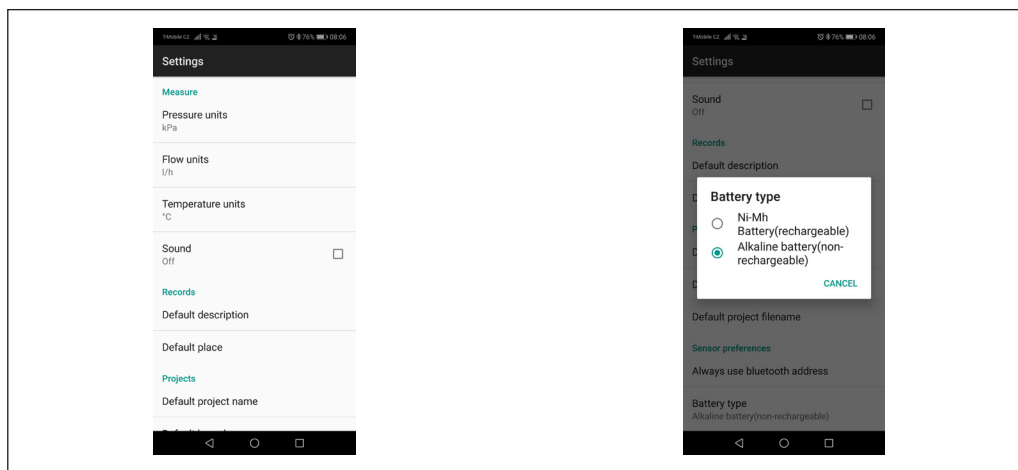 T-Mobile CZ 76% 08:06
Settings
Measure
Pressure units
kPa
Flow units
l/h
Temperature units
°C
Sound
Off
Records
Default description
Default place
Projects
Default project name
T-Mobile CZ 76% 08:06
Settings
Sound
Off
Records
Default description
D
Battery type
P
Ni-Mh
Battery(rechargeable)
D
Alkaline battery(non-
rechargeable)
D
CANCEL
Default project filename
Sensor preferences
Always use bluetooth address
Battery type
Alkaline battery(non-rechargeable)